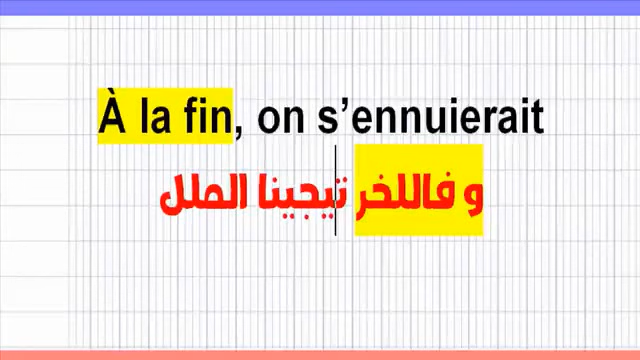 À la fin, on s’ennuierait
و فاللخر تيجينا الملل